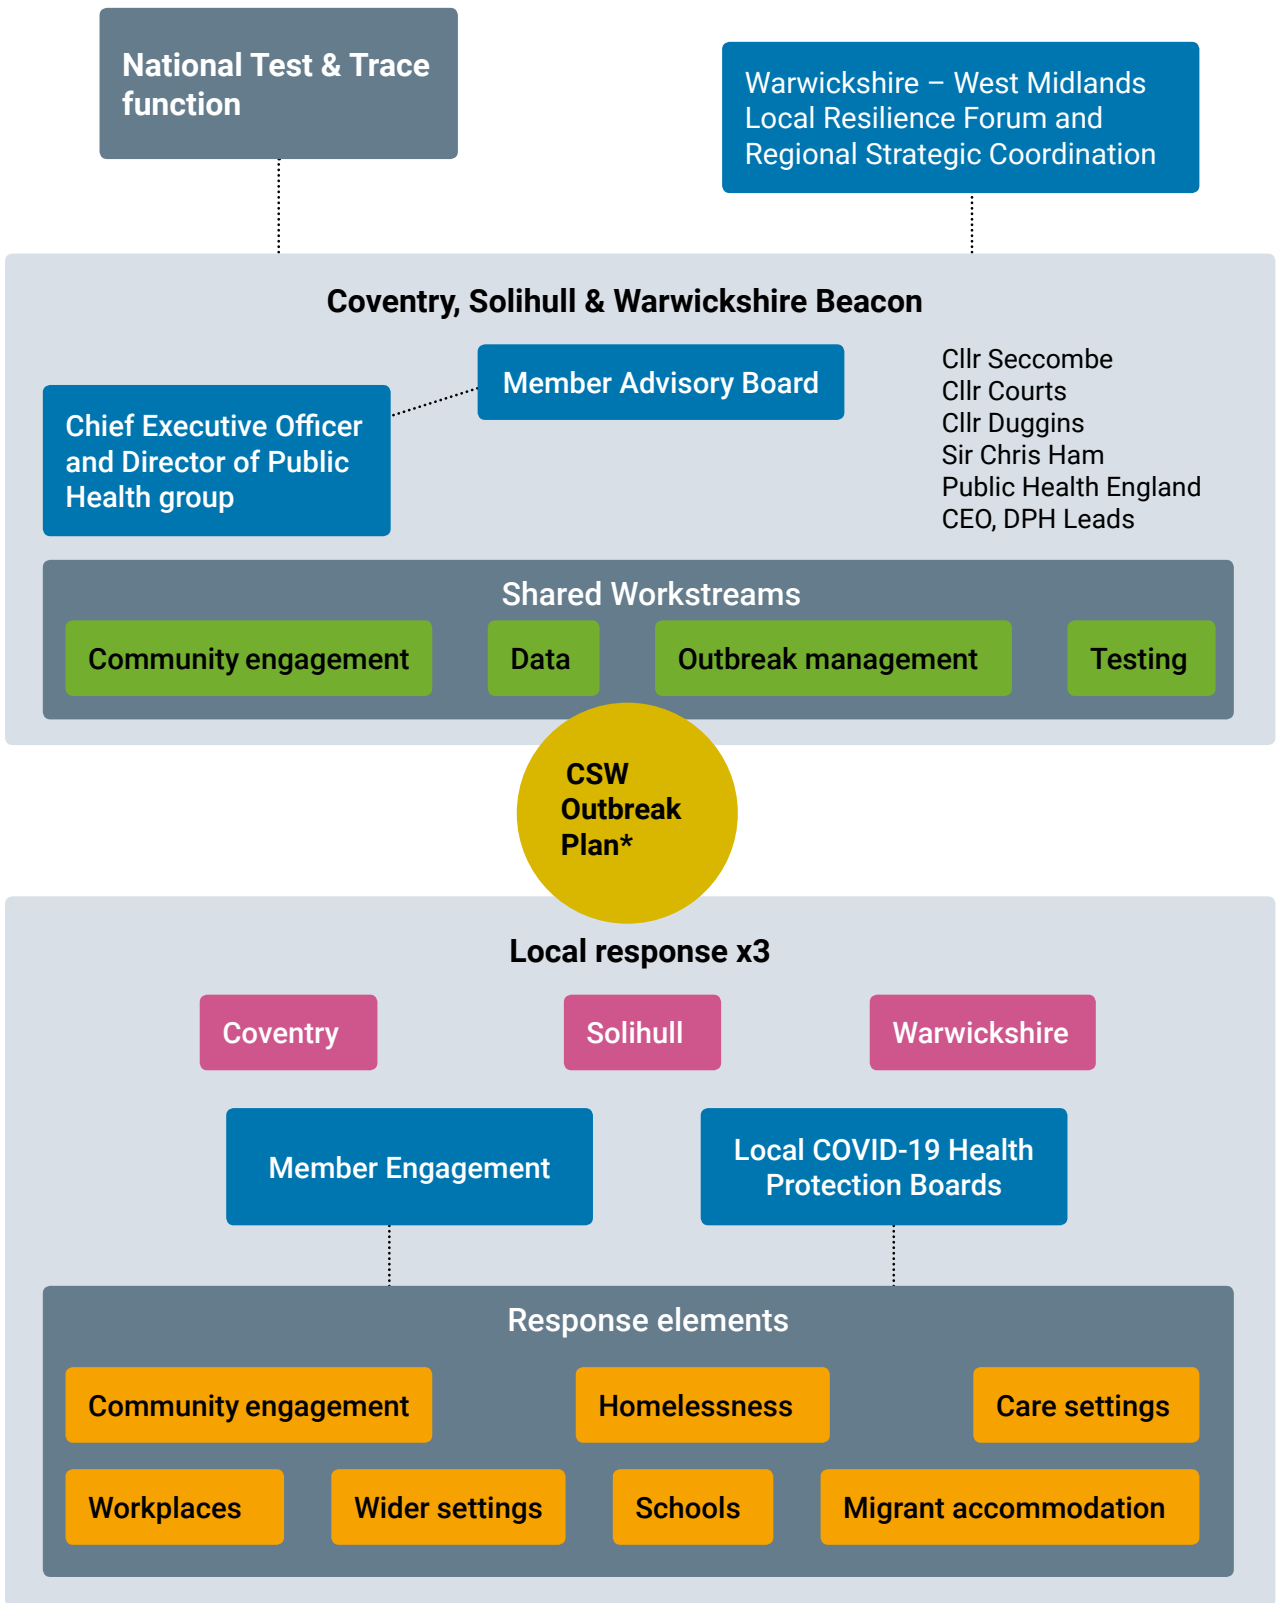 National Test & Trace
function
Warwickshire – West Midlands
Local Resilience Forum and
Regional Strategic Coordination
Coventry, Solihull & Warwickshire Beacon
Member Advisory Board
Chief Executive Officer
and Director of Public
Health group
Cllr Seccombe
Cllr Courts
Cllr Duggins
Sir Chris Ham
Public Health England
CEO, DPH Leads
Shared Workstreams
Community engagement
Data
Outbreak management
Testing
CSW
Outbreak
Plan*
Local response x3
Coventry
Solihull
Warwickshire
Member Engagement
Local COVID-19 Health
Protection Boards
Response elements
Community engagement
Homelessness
Care settings
Workplaces
Wider settings
Schools
Migrant accommodation